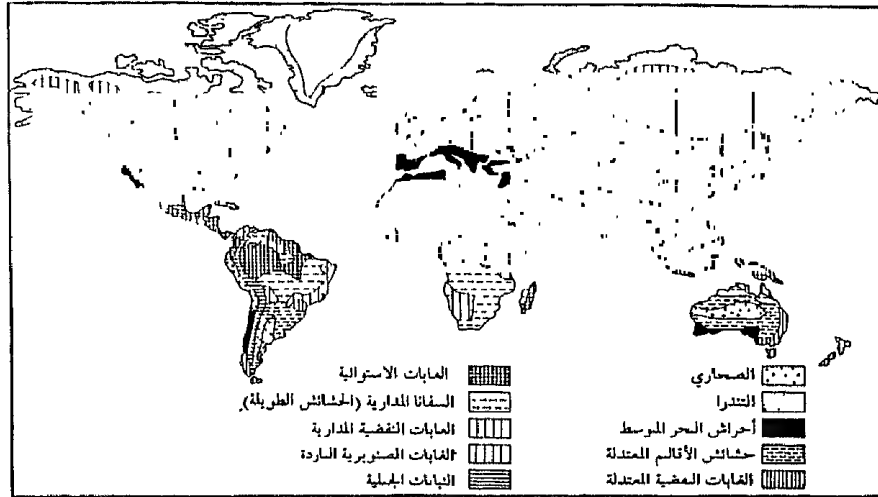 الصحاري
التندرا
أحراش البحر المتوسط
حشائش الأقاليم المعتدلة
الغابات النفضية المعتدلة
الغابات الاستوائية
السفانا المدارية (الحشائش الطويلة)
الغابات النفضية المدارية
الغابات الصنوبرية الباردة
النباتات الجبلية